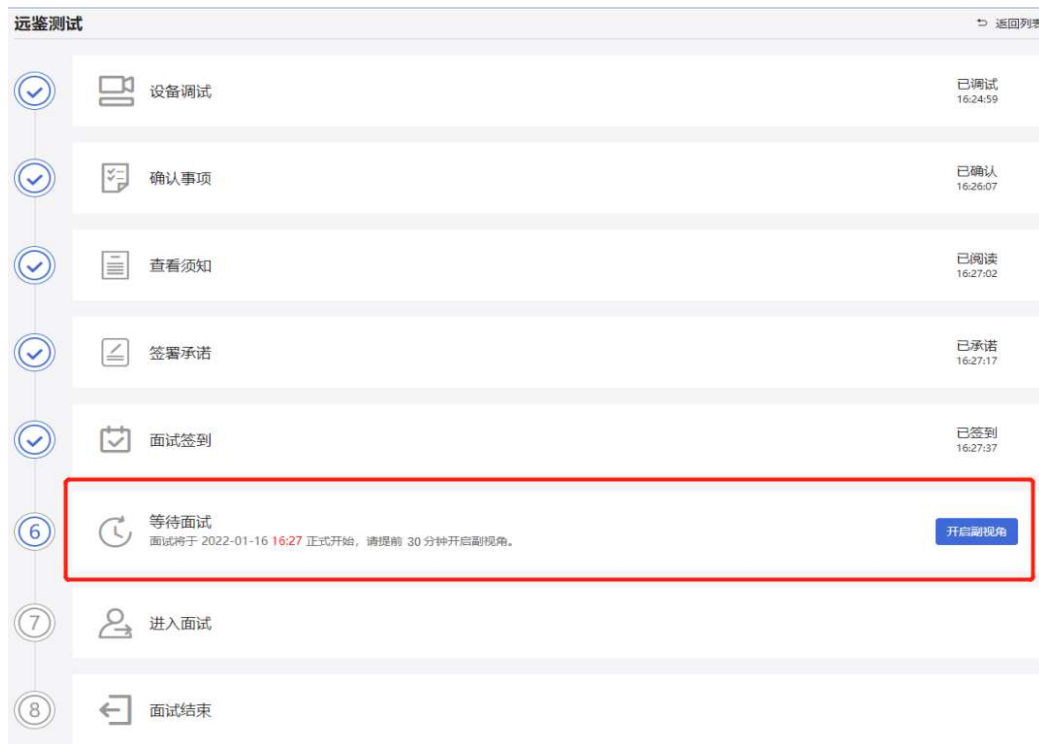 远鉴测试
返回列表
设备调试
已调试
16:24:59
确认事项
已确认
16:26:07
查看须知
已阅读
16:27:02
签署承诺
已承诺
16:27:17
面试签到
已签到
16:27:37
6
等待面试
面试将于 2022-01-16 16:27 正式开始，请提前 30 分钟开启副视角。
开启副视角
7
进入面试
8
面试结束